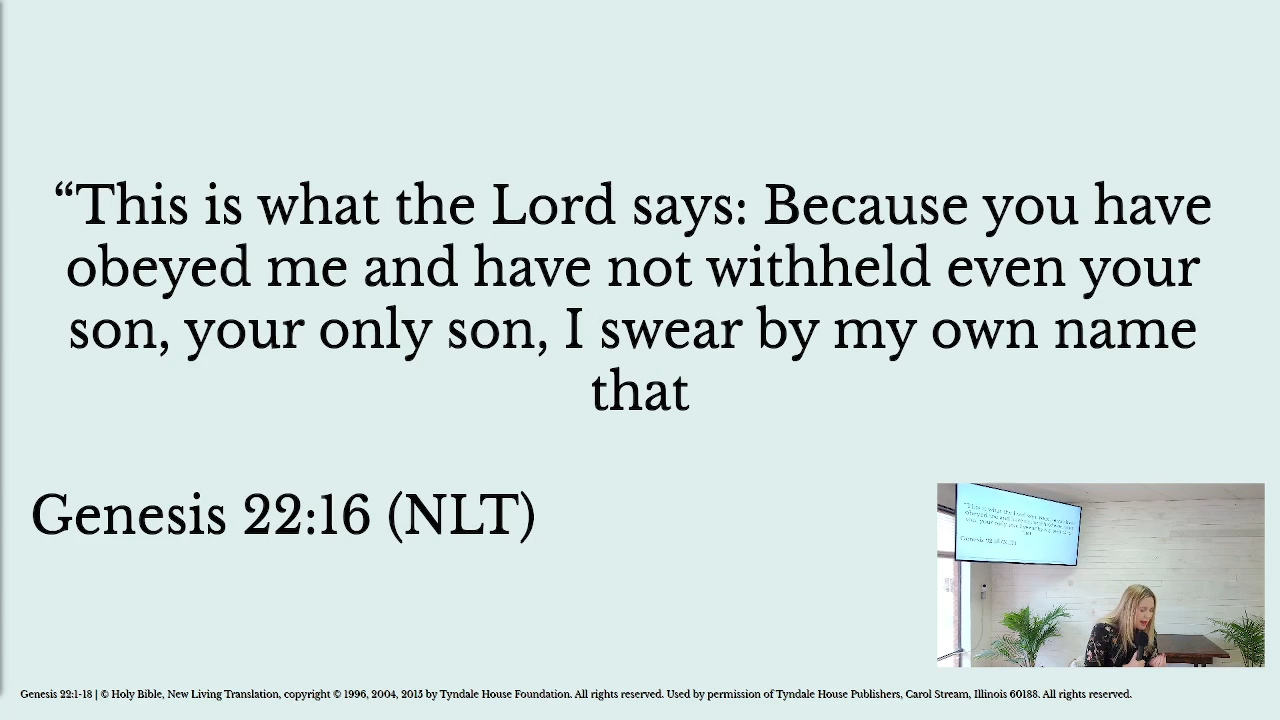 “This is what the Lord says: Because you have
obeyed me and have not withheld even your
son, your only son, I swear by my own name
that
Genesis 22:16 (NLT)
Genesis 22:1-18 | © Holy Bible, New Living Translation, copyright © 1996, 2004, 2015 by Tyndale House Foundation. All rights reserved. Used by permission of Tyndale House Publishers, Carol Stream, Illinois 60188. All rights reserved.